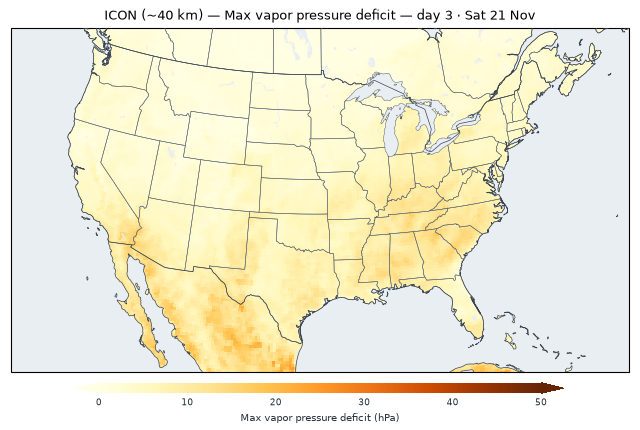 ICON (~40 km) — Max vapor pressure deficit — day 3 · Sat 21 Nov
0 10 20 30 40 50
Max vapor pressure deficit (hPa)